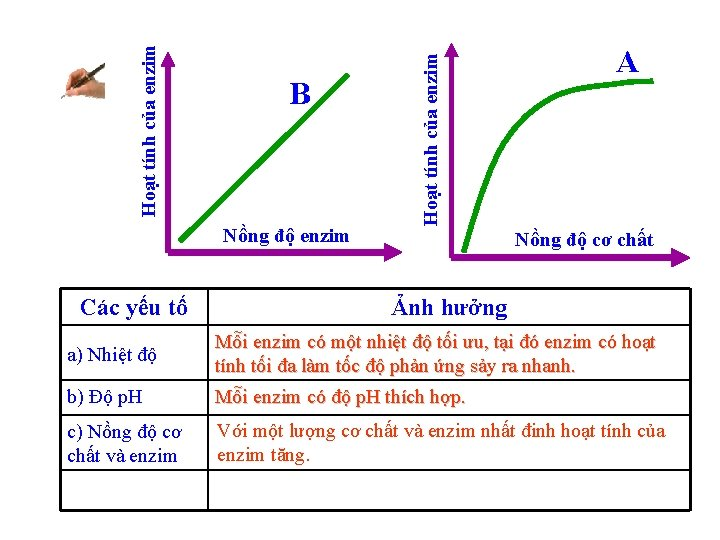 Hoạt tính của enzim
B
Nồng độ enzim
Hoạt tính của enzim
A
Nồng độ cơ chất
Các yếu tố
Ảnh hưởng
a) Nhiệt độ
Mỗi enzim có một nhiệt độ tối ưu, tại đó enzim có hoạt
tính tối đa làm tốc độ phản ứng sảy ra nhanh.
b) Độ p.H
Mỗi enzim có độ p.H thích hợp.
c) Nồng độ cơ
chất và enzim
Với một lượng cơ chất và enzim nhất đinh hoạt tính của
enzim tăng.